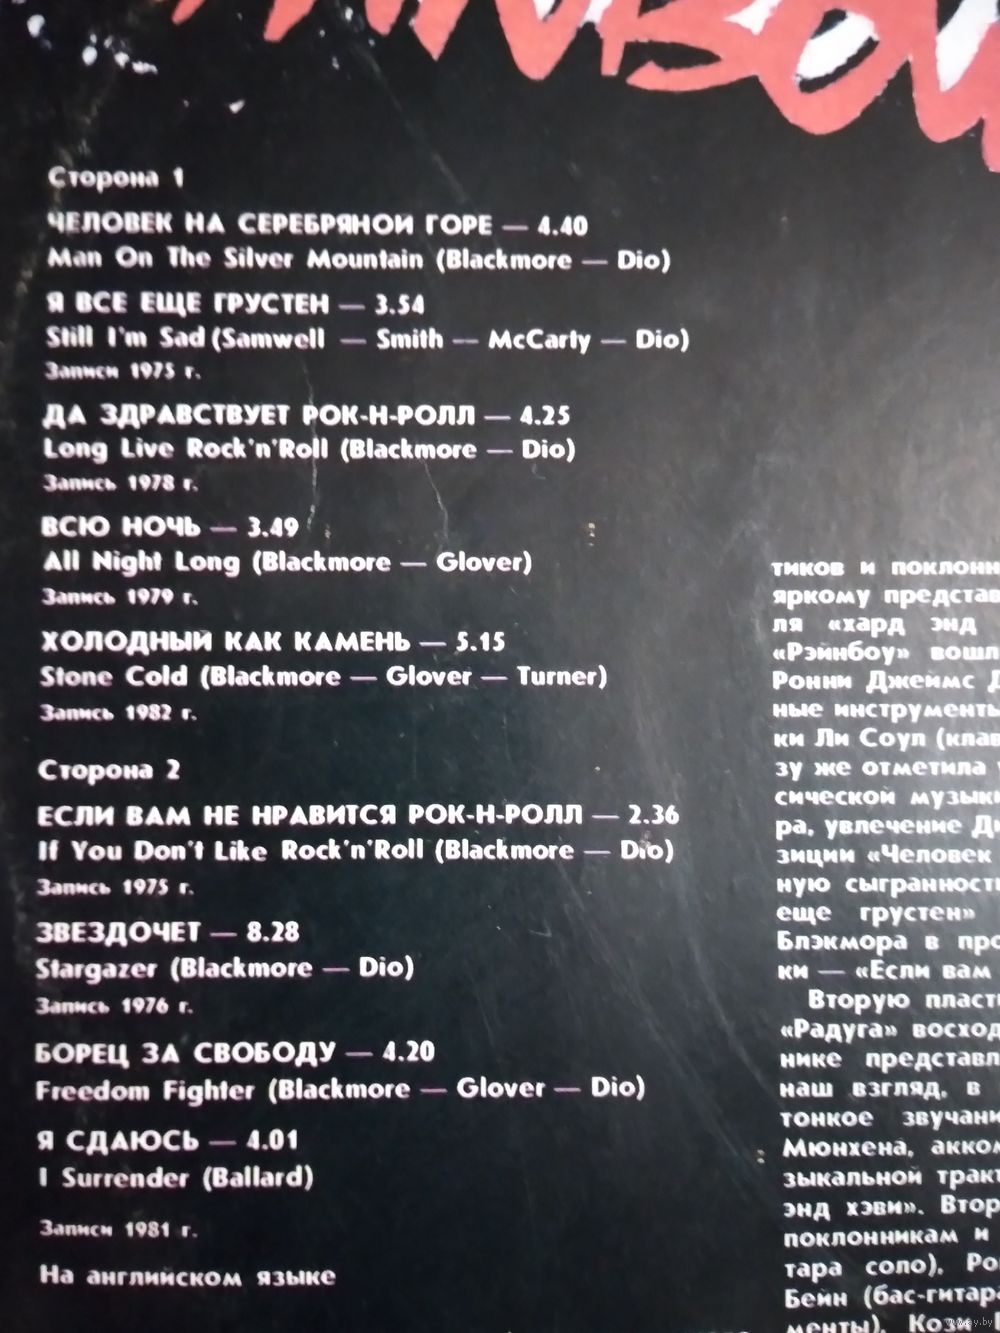 Сторона 1
ЧЕЛОВЕК НА СЕРЕБРЯНОЙ ГОРЕ — 4.40
Man On The Silver Mountain (Blackmore — Dio)
Я ВСЕ ЕЩЕ ГРУСТЕН — 3.54
Still I'm Sad (Samwell — Smith — McCarty — Dio)
Записи 1975 г.
ДА ЗДРАВСТВУЕТ РОК-Н-РОЛЛ — 4.25
Long Live Rock'n'Roll (Blackmore — Dio)
Запись 1978 г.
ВСЮ НОЧЬ — 3.49
All Night Long (Blackmore — Glover)
Запись 1979 г.
ХОЛОДНЫЙ КАК КАМЕНЬ — 5.15
Stone Cold (Blackmore — Glover — Turner)
Запись 1982 г.
Сторона 2
ЕСЛИ ВАМ НЕ НРАВИТСЯ РОК-Н-РОЛЛ — 2.36
If You Don't Like Rock'n'Roll (Blackmore — Dio)
Запись 1975 г.
ЗВЕЗДОЧЕТ — 8.28
Stargazer (Blackmore — Dio)
Запись 1976 г.
БОРЕЦ ЗА СВОБОДУ — 4.20
Freedom Fighter (Blackmore — Glover — Dio)
Я СДАЮСЬ — 4.01
I Surrender (Ballard)
Записи 1981 г.
На английском языке
тиков и поклонн
яркому представ
ля «хард энд
«Рэйнбоу» вошл
Ронни Джеймс Д
ные инструменты
ки Ли Соул (клав
зу же отметила
сической музык
ра, увлечение Ди
зиции «Человек
ную сыгранност
еще грустен»
Блэкмора в про
ки — «Если вам
Вторую пласт
«Радуга» восход
нике представл
наш взгляд, в
тонкое звучани
Мюнхена, акком
зыкальной трак
энд хэви». Втор
поклонникам и
тара соло), Ро
Бейн (бас-гитара
менты), Кози